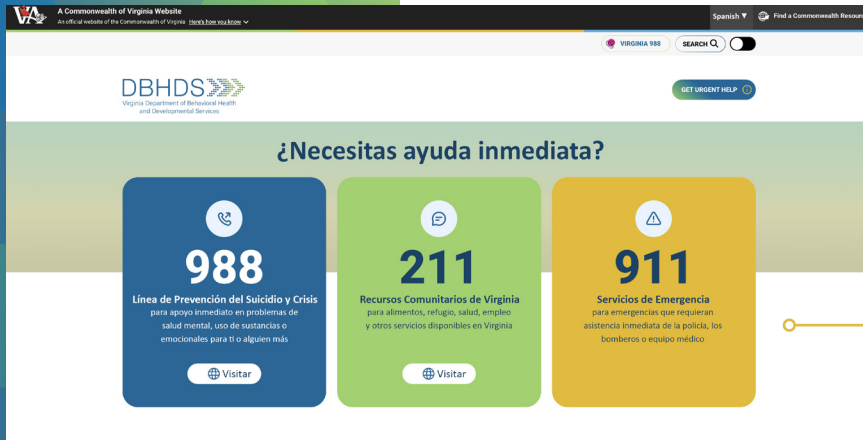 A Commonwealth of Virginia Website
An official website of the Commonwealth of Virginia Here's how you know
Spanish ▼
Find a Commonwealth Resour
VIRGINIA 988
SEARCH
DBHDS
Virginia Department of Behavioral Health
and Developmental Services
GET URGENT HELP
¿Necesitas ayuda inmediata?
988
Línea de Prevención del Suicidio y Crisis
para apoyo inmediato en problemas de
salud mental, uso de sustancias o
emocionales para ti o alguien más
Visitar
211
Recursos Comunitarios de Virginia
para alimentos, refugio, salud, empleo
y otros servicios disponibles en Virginia
Visitar
911
Servicios de Emergencia
para emergencias que requieran
asistencia inmediata de la policía, los
bomberos o equipo médico